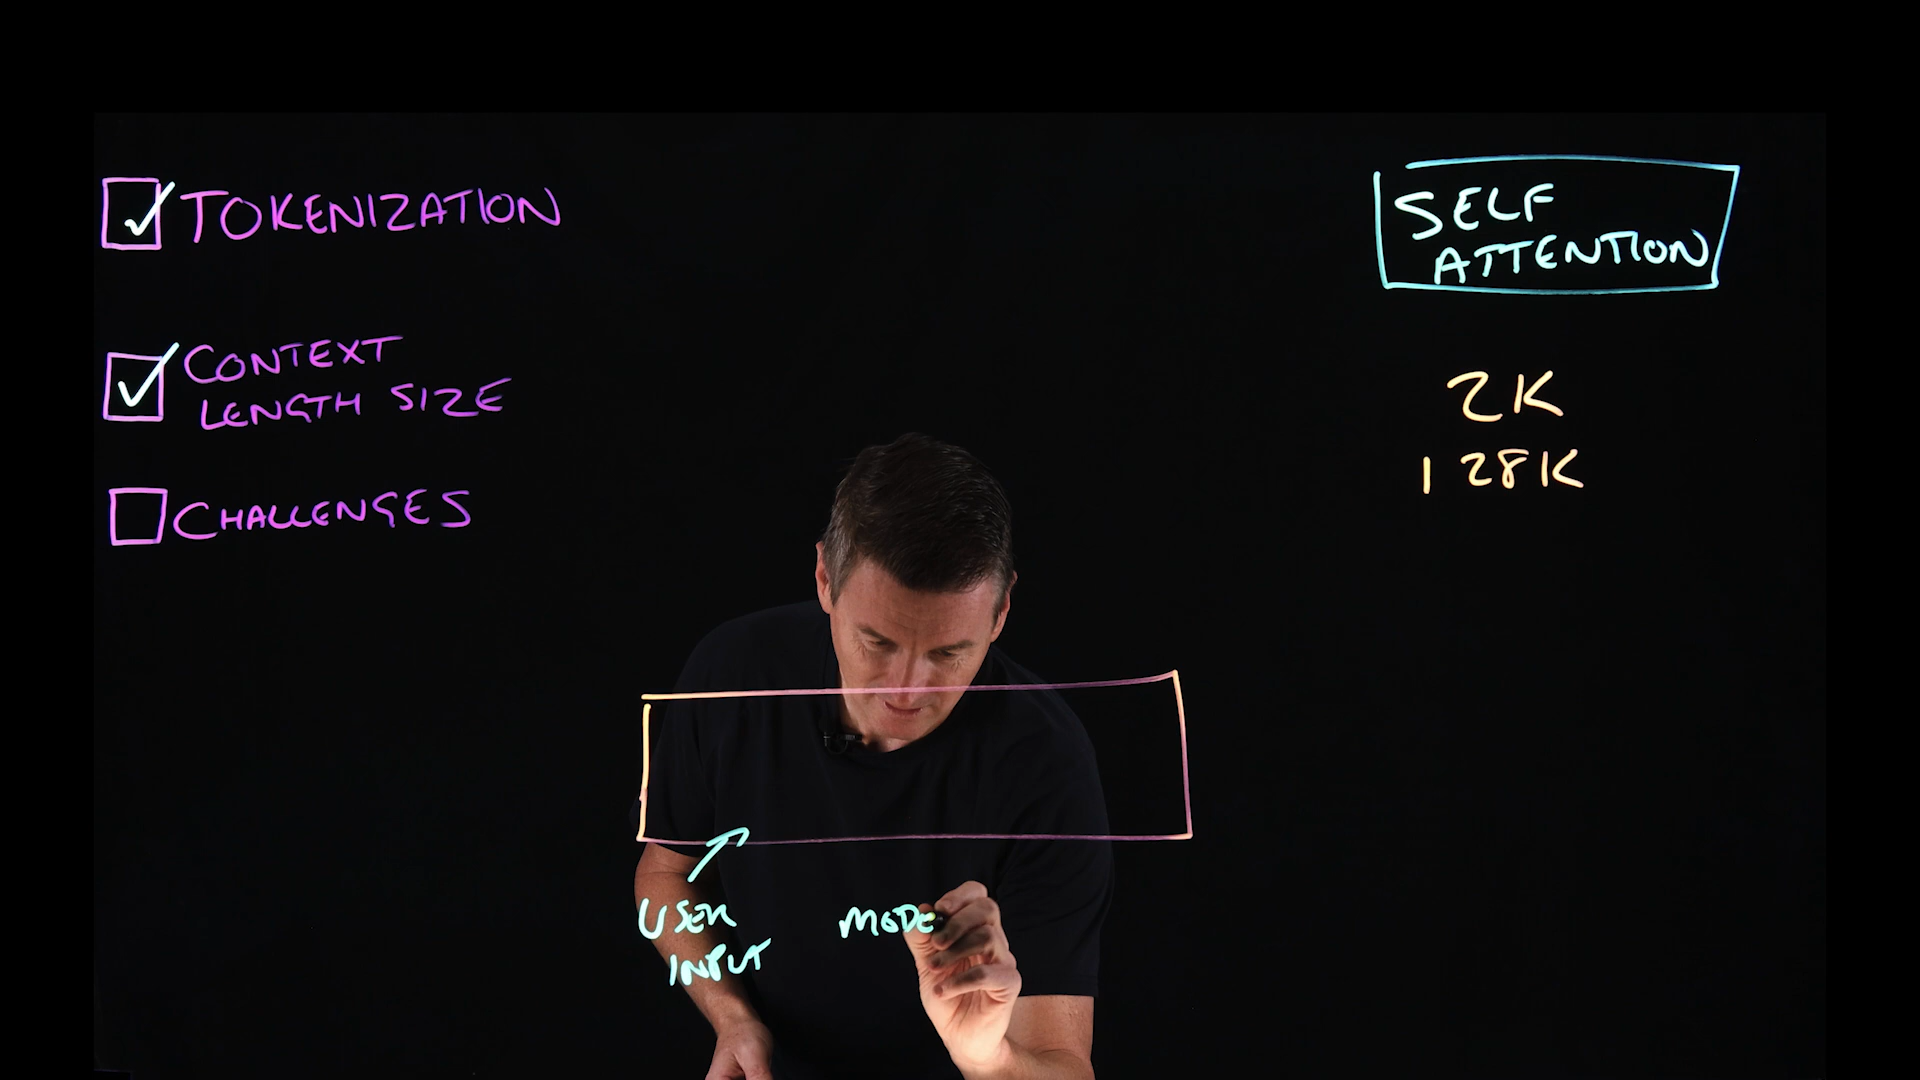 TOKENIZATION
CONTEXT
LENGTH SIZE
CHALLENGES
SELF
ATTENTION
2K
128K
USER
INPUT
MODE